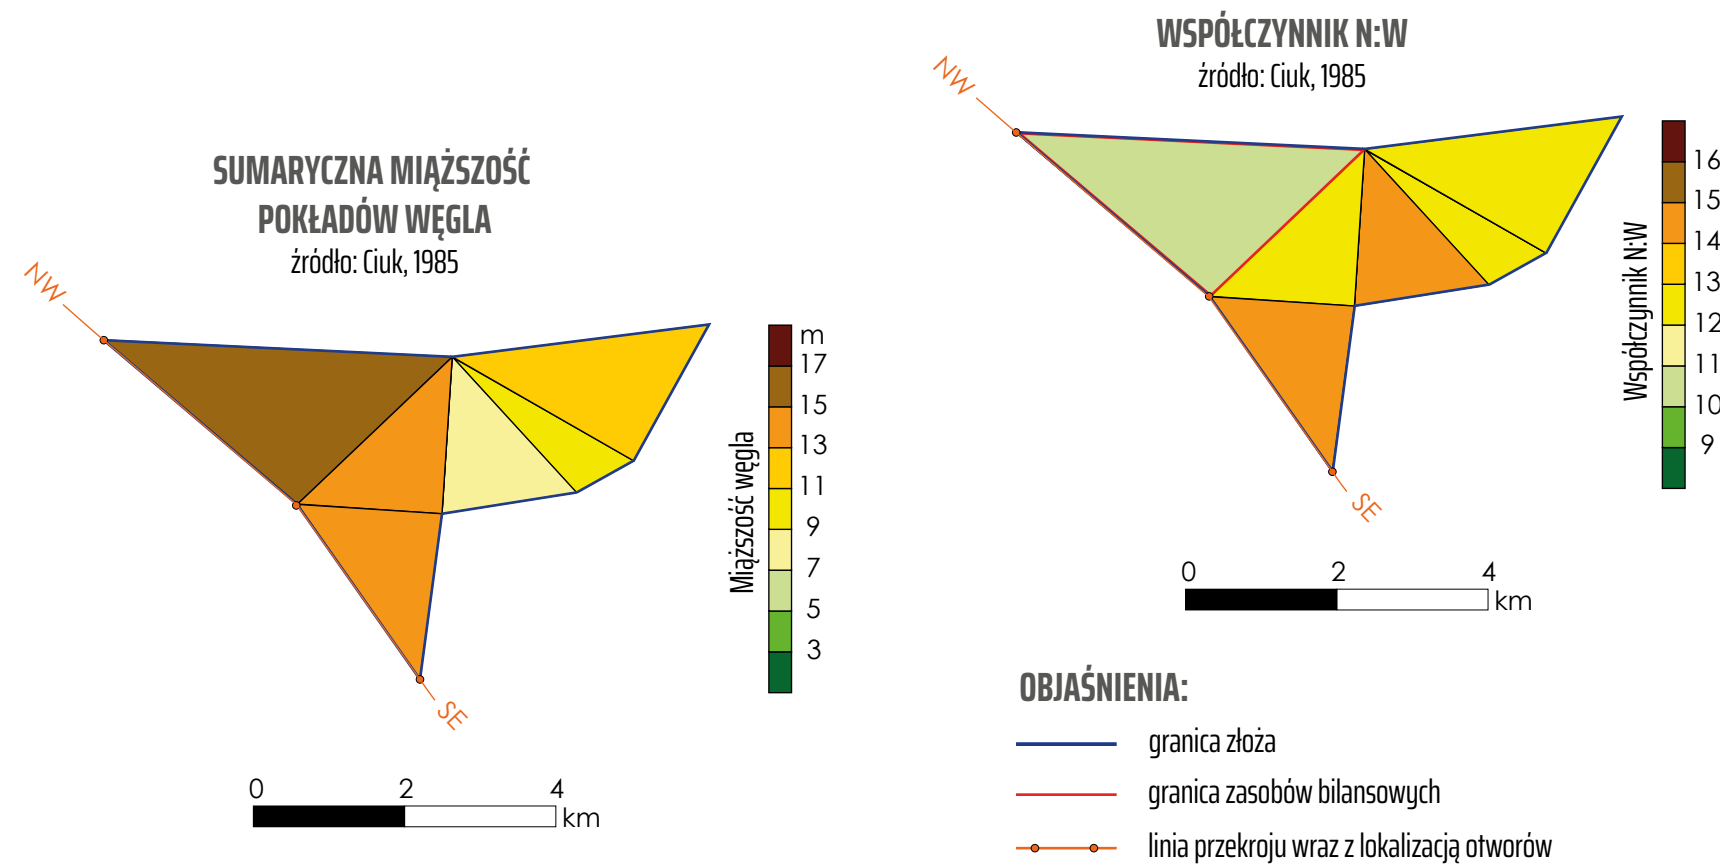 SUMARYCZNA MIĄŻSZOŚĆ
POKŁADÓW WĘGLA
źródło: Ciuk, 1985
NW
SE
Miąższość węgla
m
17
15
13
11
9
7
5
3
0 2 4
km
WSPÓŁCZYNNIK N:W
źródło: Ciuk, 1985
NW
SE
Współczynnik N:W
16
15
14
13
12
11
10
9
0 2 4
km
OBJAŚNIENIA:
granica złoża
granica zasobów bilansowych
linia przekroju wraz z lokalizacją otworów